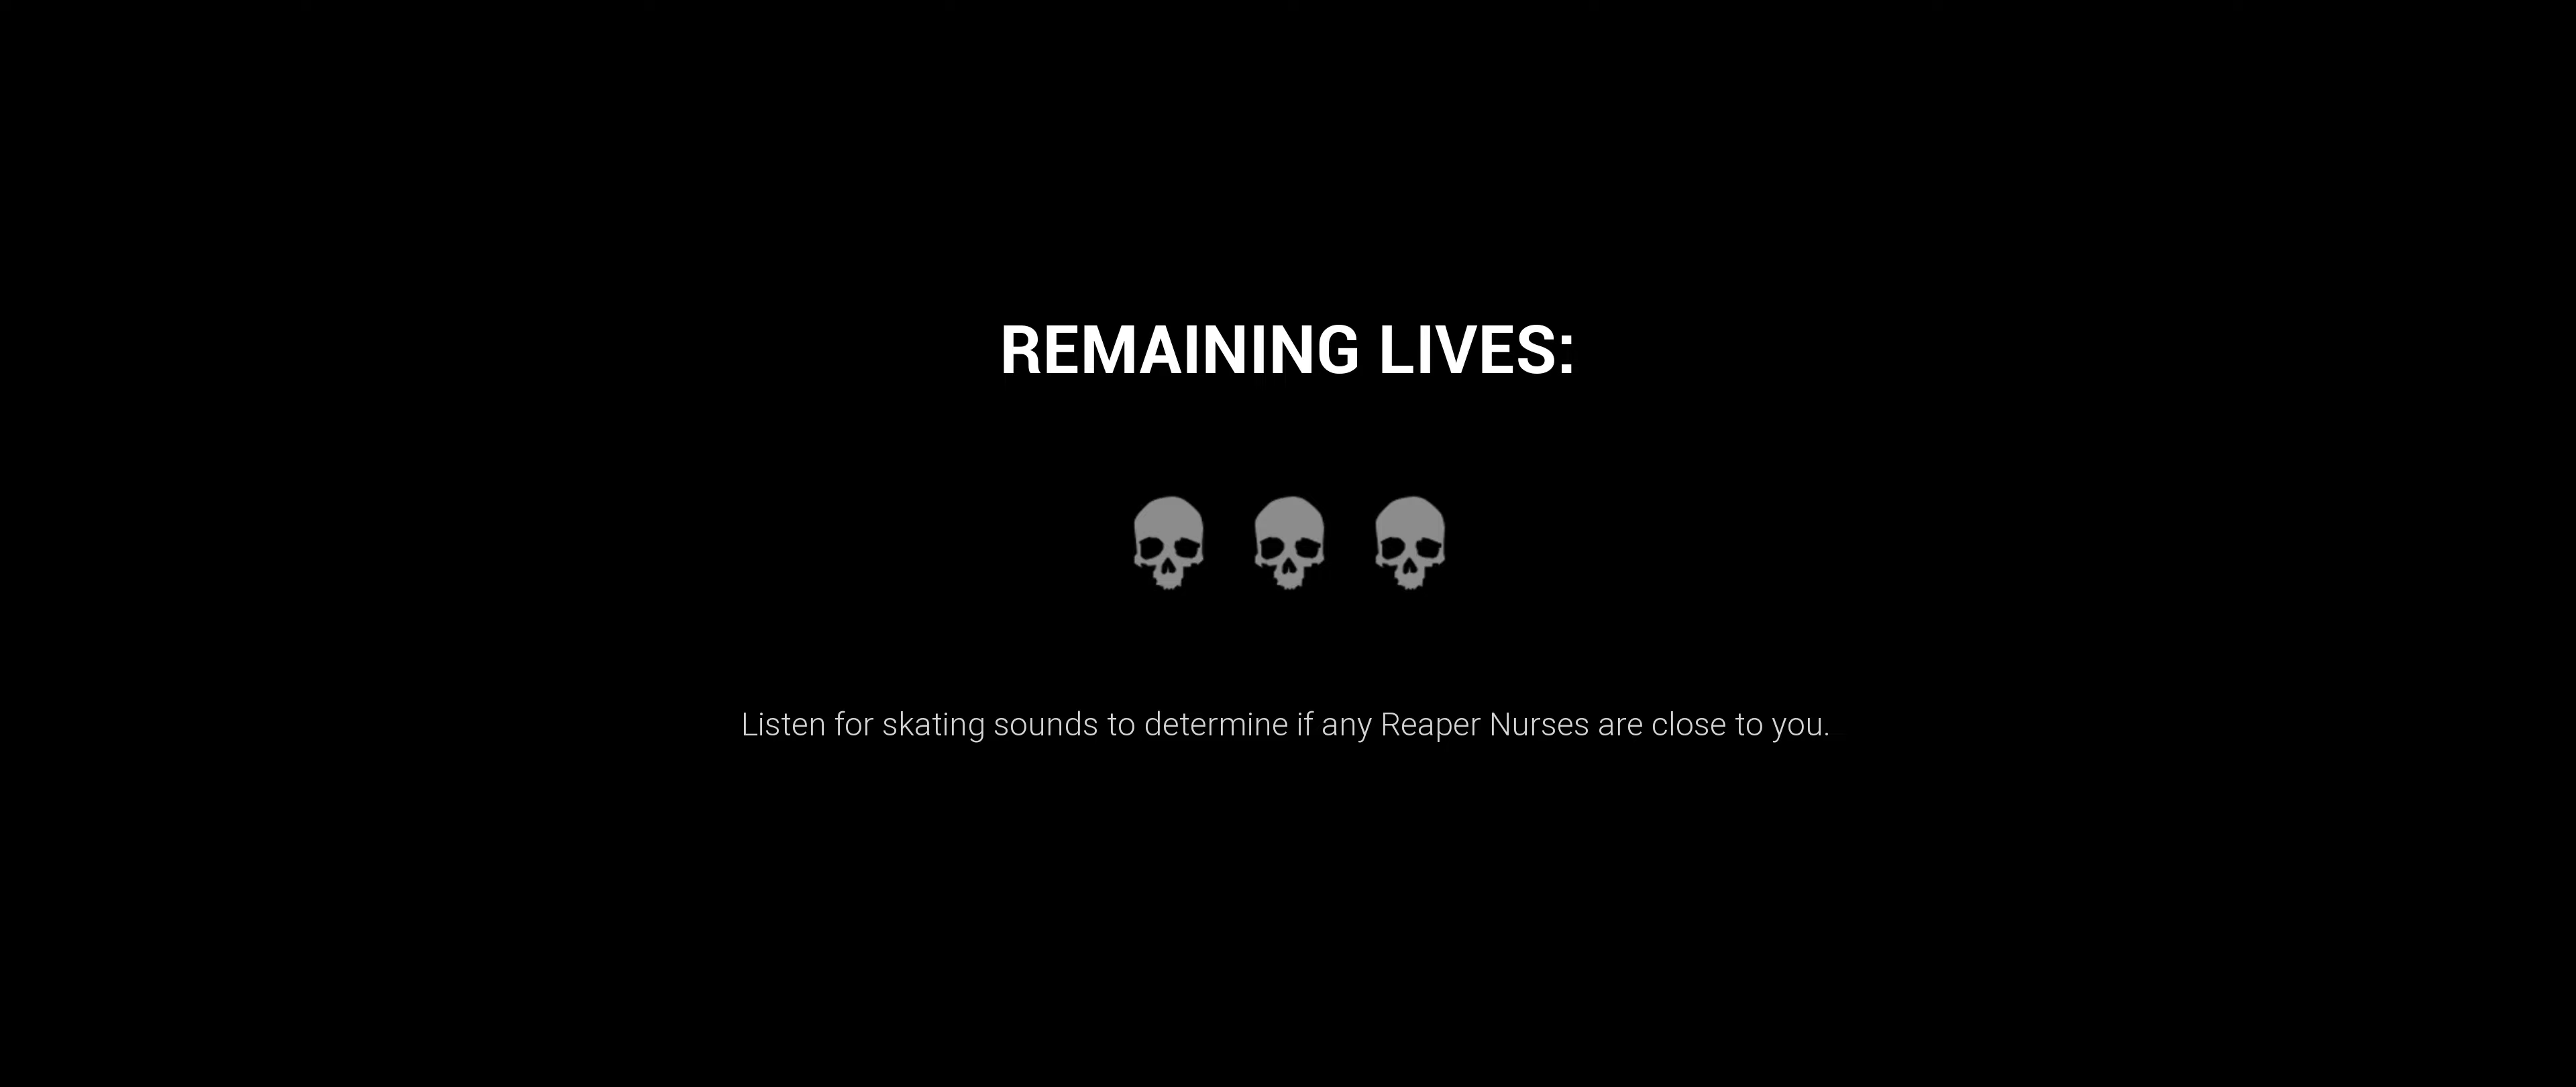 REMAINING LIVES:
Listen for skating sounds to determine if any Reaper Nurses are close to you.